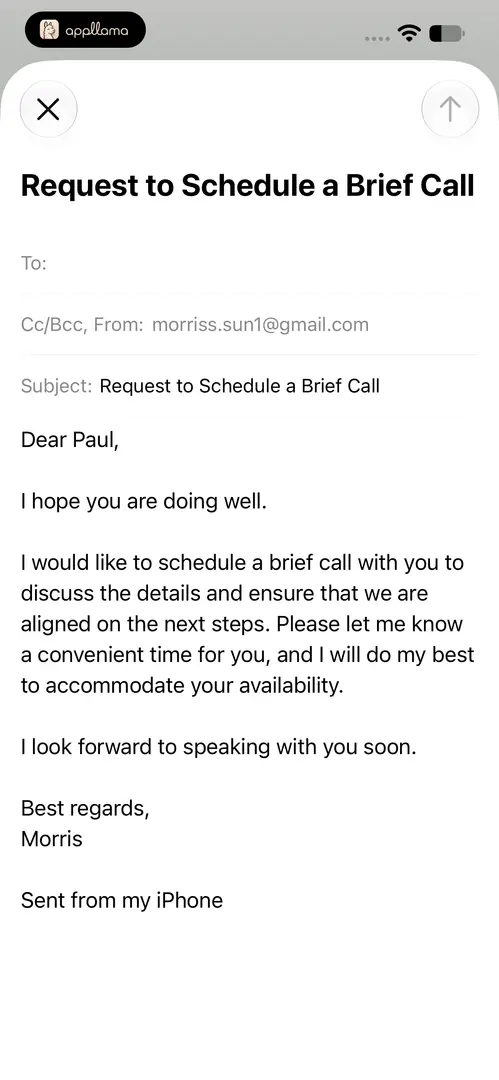 appllama
Request to Schedule a Brief Call
To:
Cc/Bcc, From: morriss.sun1@gmail.com
Subject: Request to Schedule a Brief Call
Dear Paul,
I hope you are doing well.
I would like to schedule a brief call with you to
discuss the details and ensure that we are
aligned on the next steps. Please let me know
a convenient time for you, and I will do my best
to accommodate your availability.
I look forward to speaking with you soon.
Best regards,
Morris
Sent from my iPhone